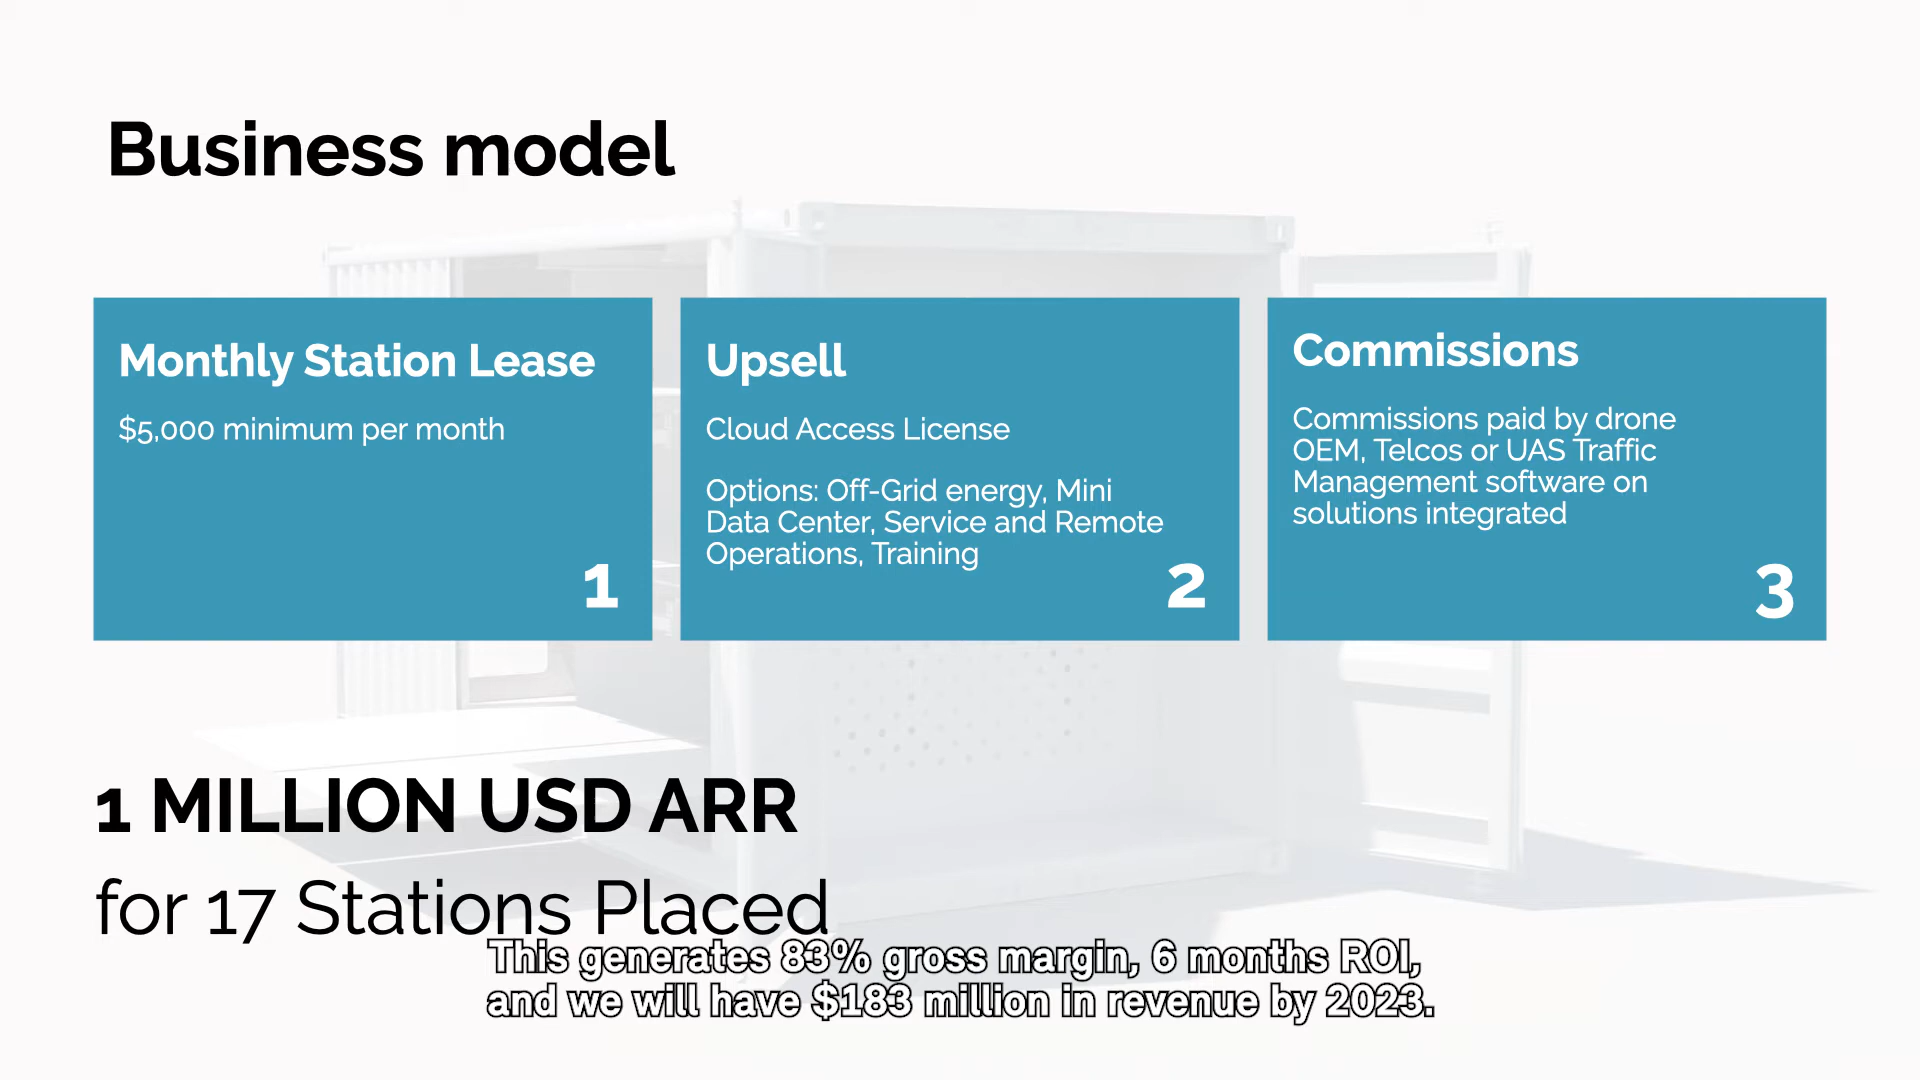 Business model
Monthly Station Lease
$5,000 minimum per month
1
Upsell
Cloud Access License
Options: Off-Grid energy, Mini
Data Center, Service and Remote
Operations, Training
2
Commissions
Commissions paid by drone
OEM, Telcos or UAS Traffic
Management software on
solutions integrated
3
1 MILLION USD ARR
for 17 Stations Placed
This generates 83% gross margin, 6 months ROI,
and we will have $183 million in revenue by 2023.